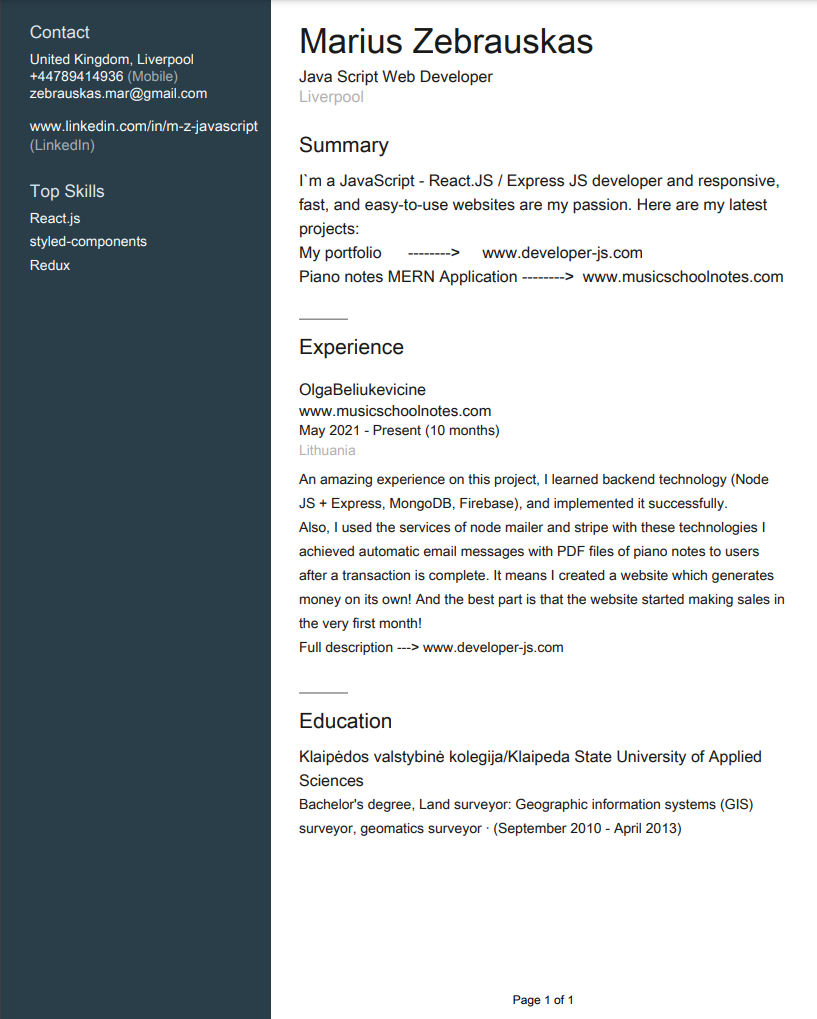 Contact
United Kingdom, Liverpool
+44789414936 (Mobile)
zebrauskas.mar@gmail.com
www.linkedin.com/in/m-z-javascript
(LinkedIn)
Top Skills
React.js
styled-components
Redux
Marius Zebrauskas
Java Script Web Developer
Liverpool
Summary
I`m a JavaScript - React.JS / Express JS developer and responsive,
fast, and easy-to-use websites are my passion. Here are my latest
projects:
My portfolio --------> www.developer-js.com
Piano notes MERN Application --------> www.musicschoolnotes.com
Experience
OlgaBeliukevicine
www.musicschoolnotes.com
May 2021 - Present (10 months)
Lithuania
An amazing experience on this project, I learned backend technology (Node
JS + Express, MongoDB, Firebase), and implemented it successfully.
Also, I used the services of node mailer and stripe with these technologies I
achieved automatic email messages with PDF files of piano notes to users
after a transaction is complete. It means I created a website which generates
money on its own! And the best part is that the website started making sales in
the very first month!
Full description ---> www.developer-js.com
Education
Klaipėdos valstybinė kolegija/Klaipeda State University of Applied
Sciences
Bachelor's degree, Land surveyor: Geographic information systems (GIS)
surveyor, geomatics surveyor · (September 2010 - April 2013)
Page 1 of 1